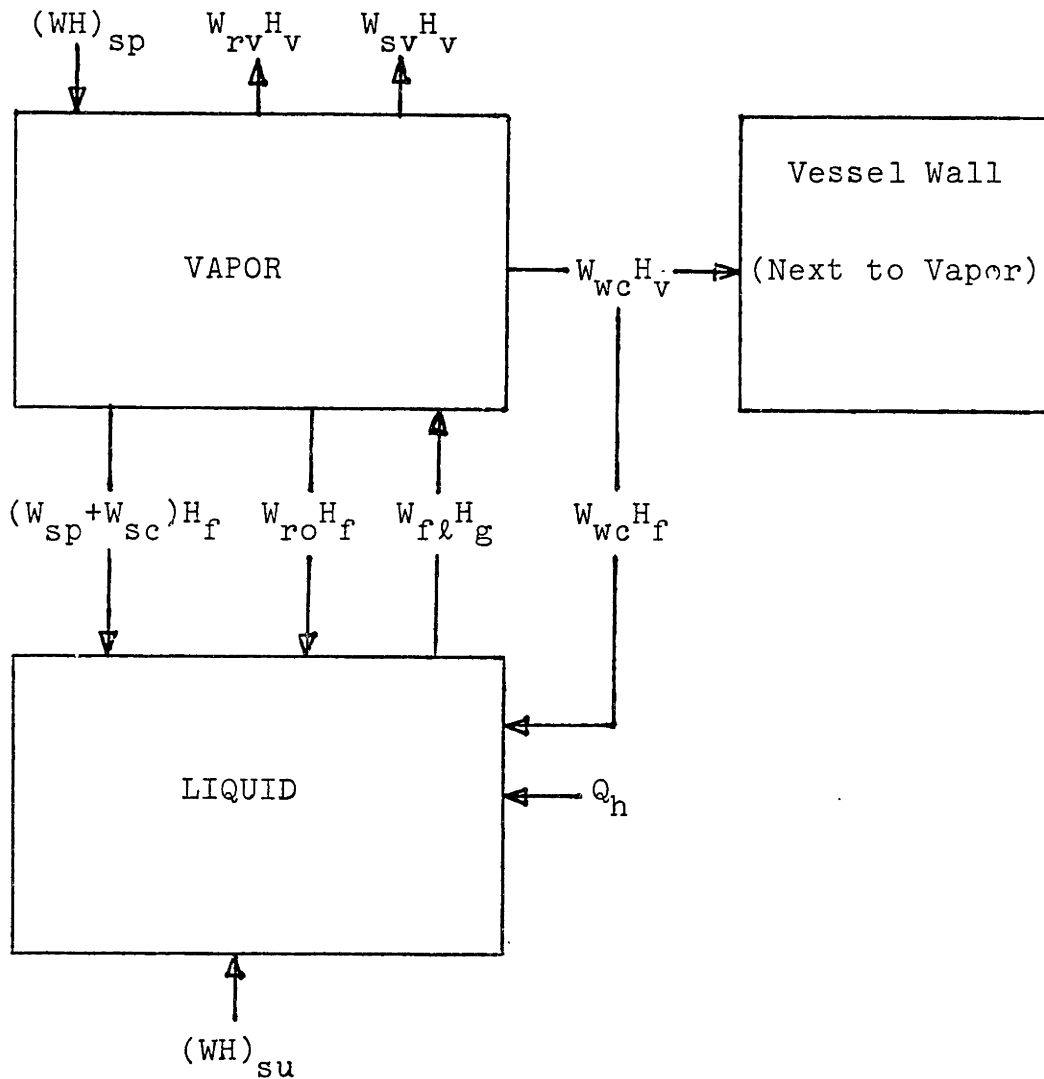 (WH)sp WrvHv WsvHv
Vessel Wall
VAPOR WwcHv (Next to Vapor)
(Wsp+Wsc)Hf WroHf WfℓHg WwcHf
LIQUID Qh
(WH)su